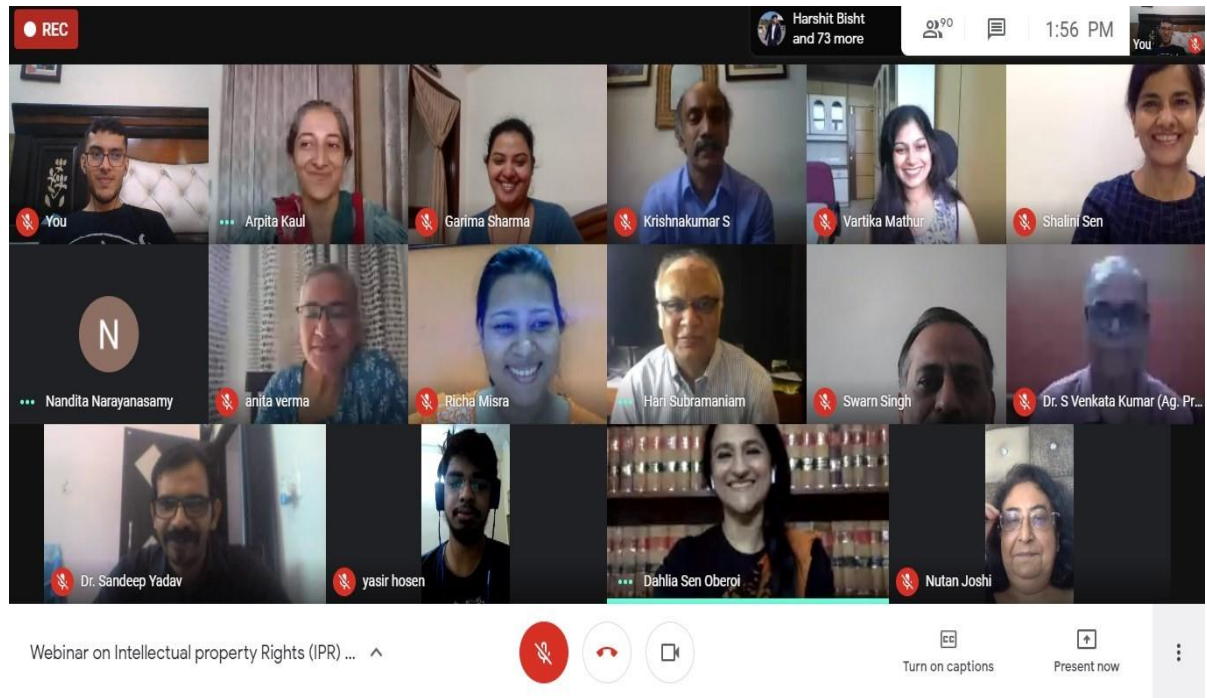 REC
Harshit Bisht
and 73 more
90
1:56 PM
You
You
Arpita Kaul
Garima Sharma
Krishnakumar S
Vartika Mathur
Shalini Sen
N
Nandita Narayanasamy
anita verma
Richa Misra
Hari Subramaniam
Swarn Singh
Dr. S Venkata Kumar (Ag. Pr...
Dr. Sandeep Yadav
yasir hosen
Dahlia Sen Oberoi
Nutan Joshi
Webinar on Intellectual property Rights (IPR) ...
CC
Turn on captions
Present now